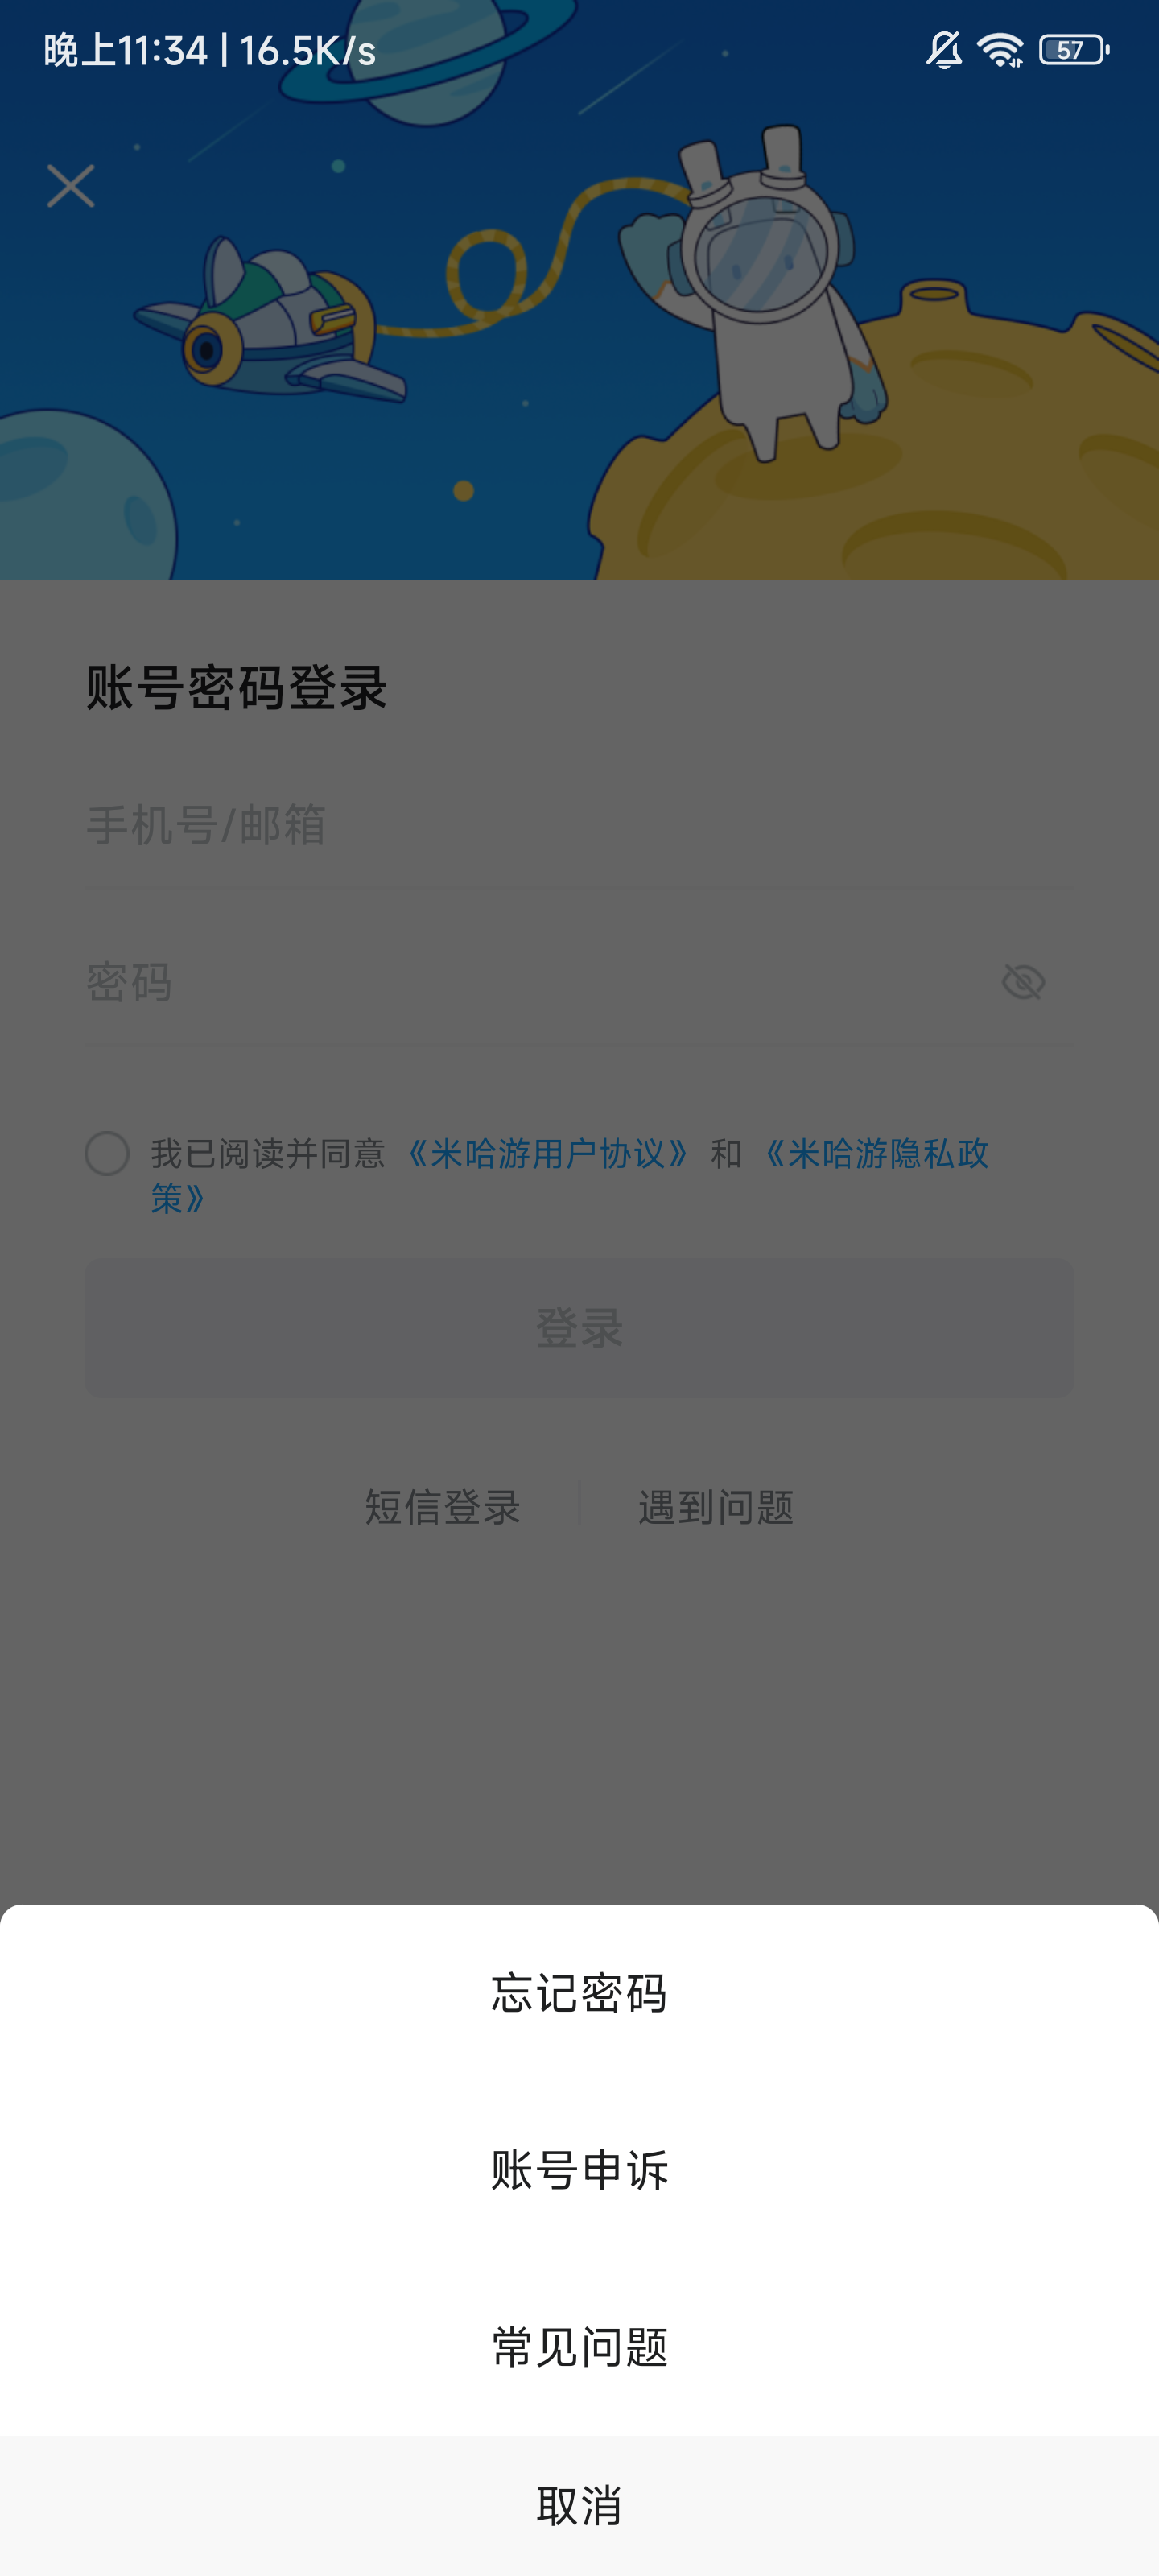 晚上11:34 | 16.5K/s
57
账号密码登录
手机号/邮箱
密码
我已阅读并同意 《米哈游用户协议》 和 《米哈游隐私政
策》
登录
短信登录
遇到问题
忘记密码
账号申诉
常见问题
取消